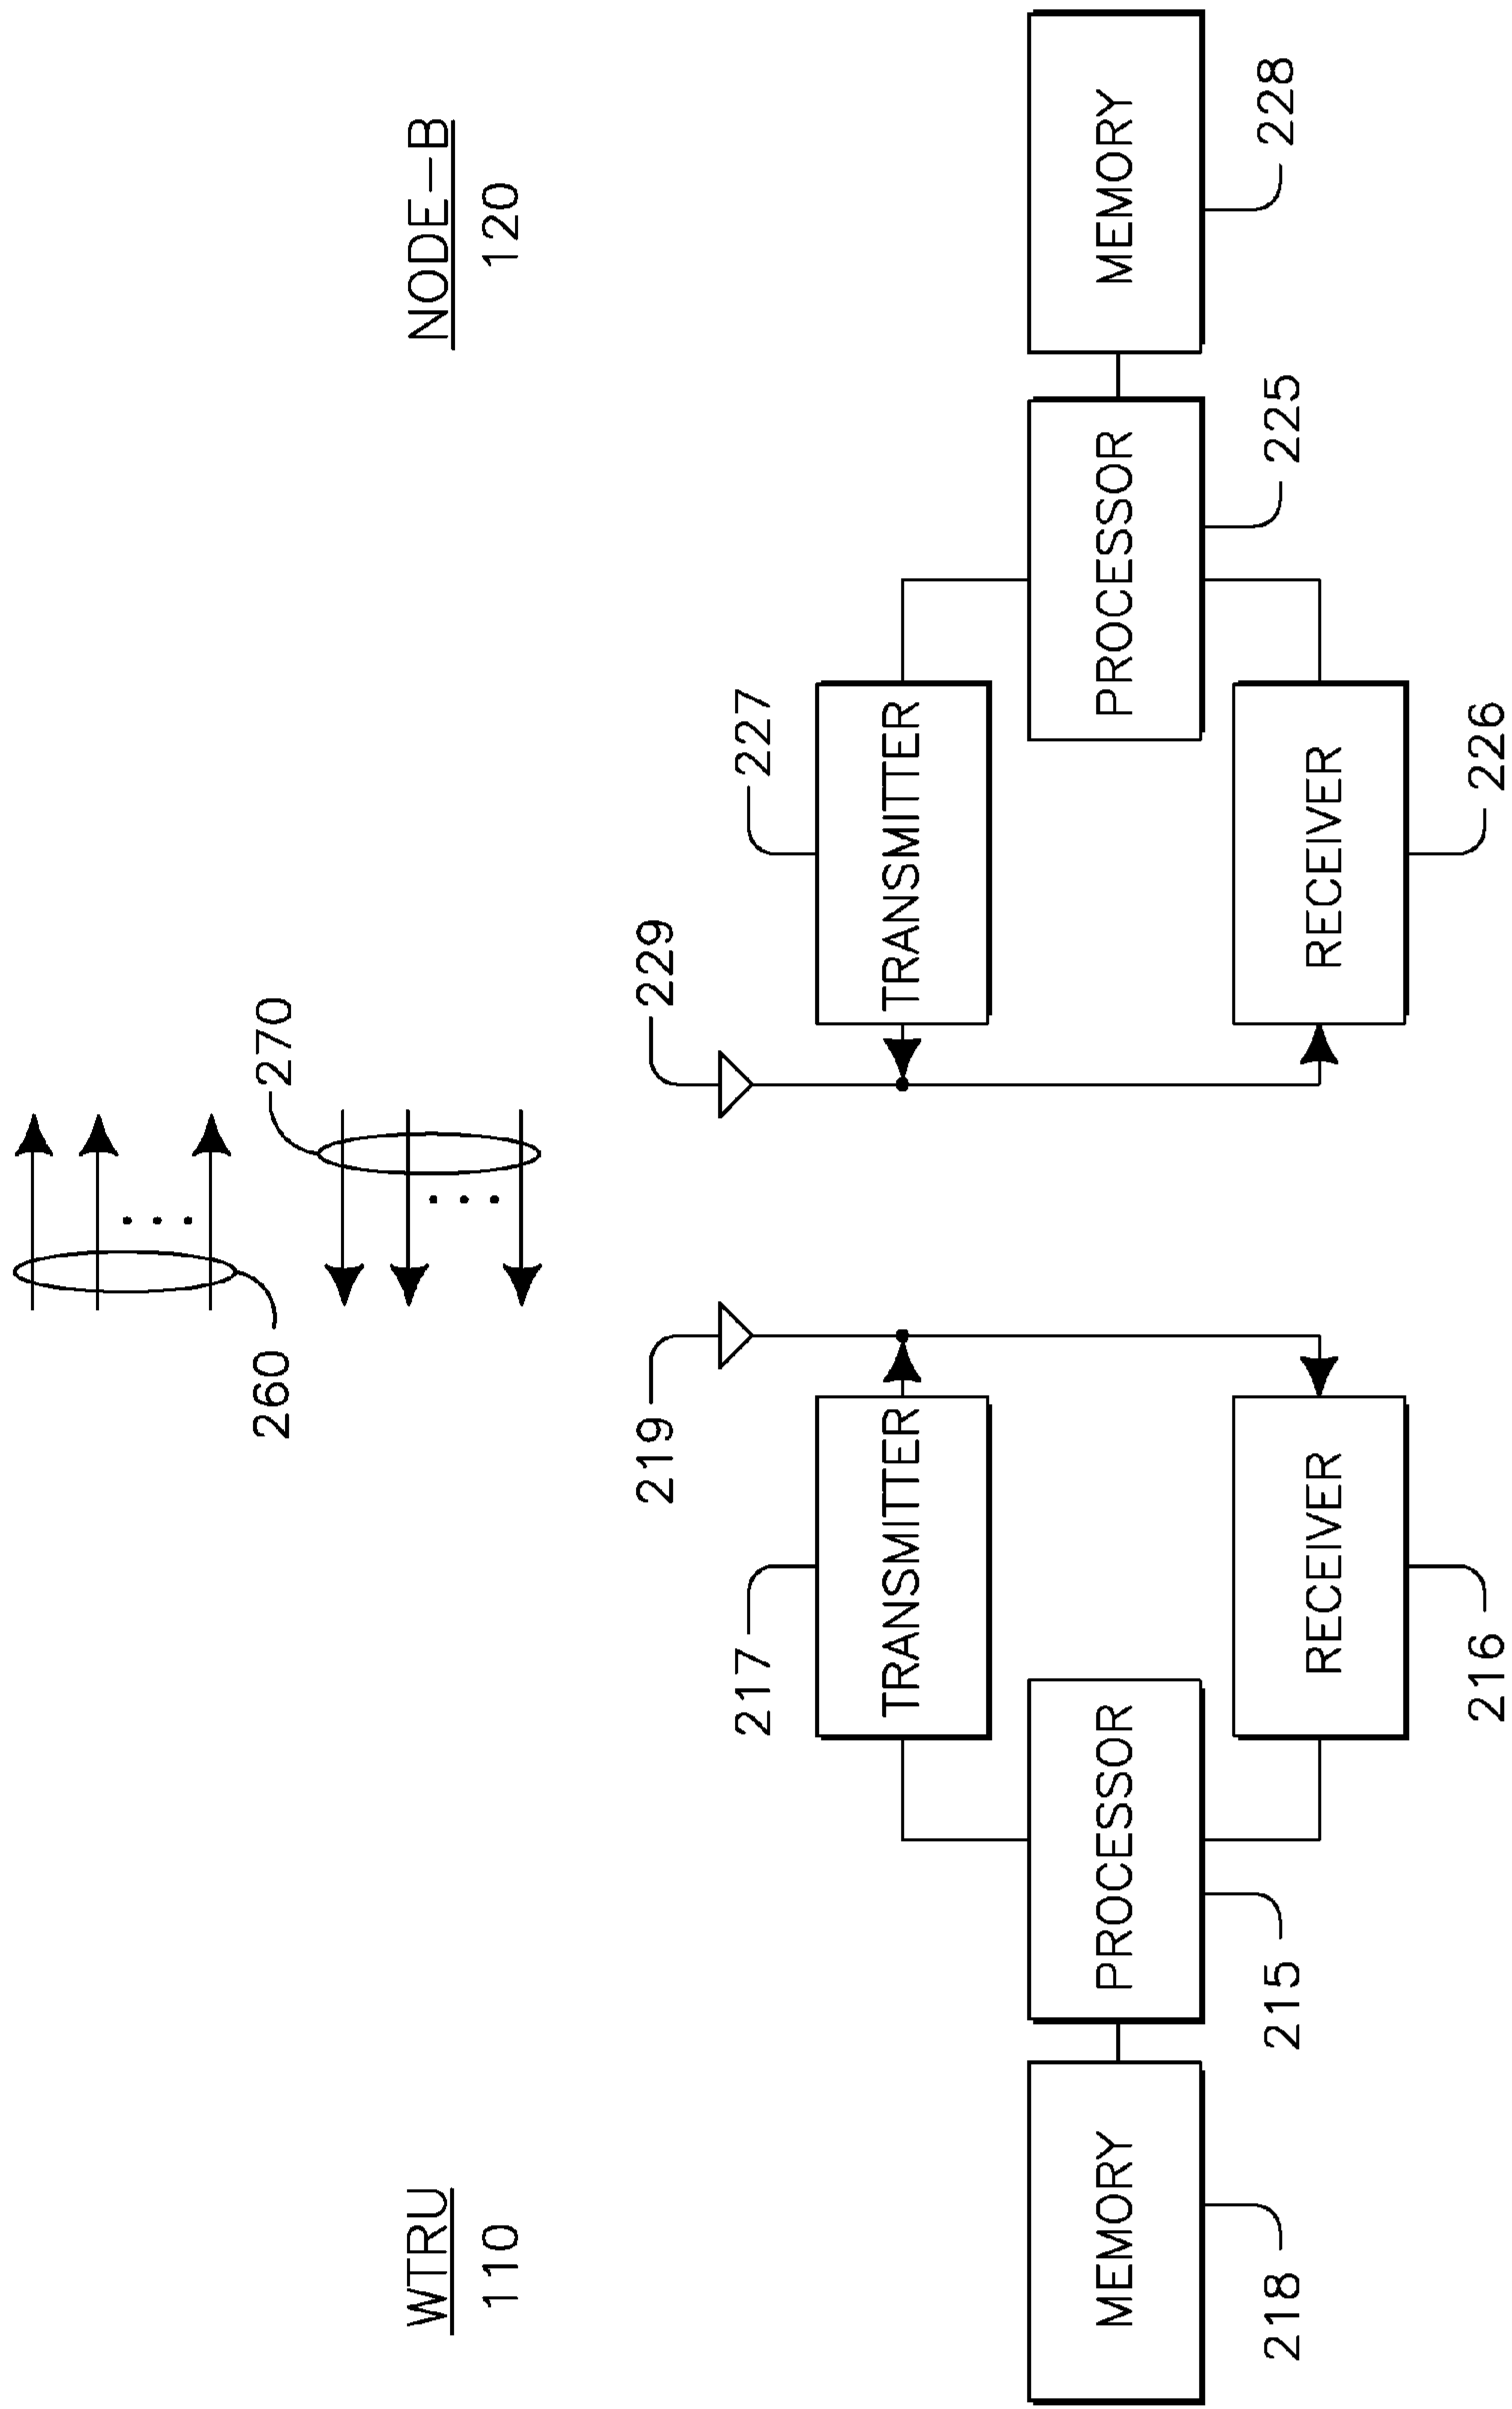 260
270
WTRU
110
NODE-B
120
219
229
217
227
TRANSMITTER
TRANSMITTER
MEMORY
PROCESSOR
PROCESSOR
MEMORY
218
215
225
228
RECEIVER
RECEIVER
216
226